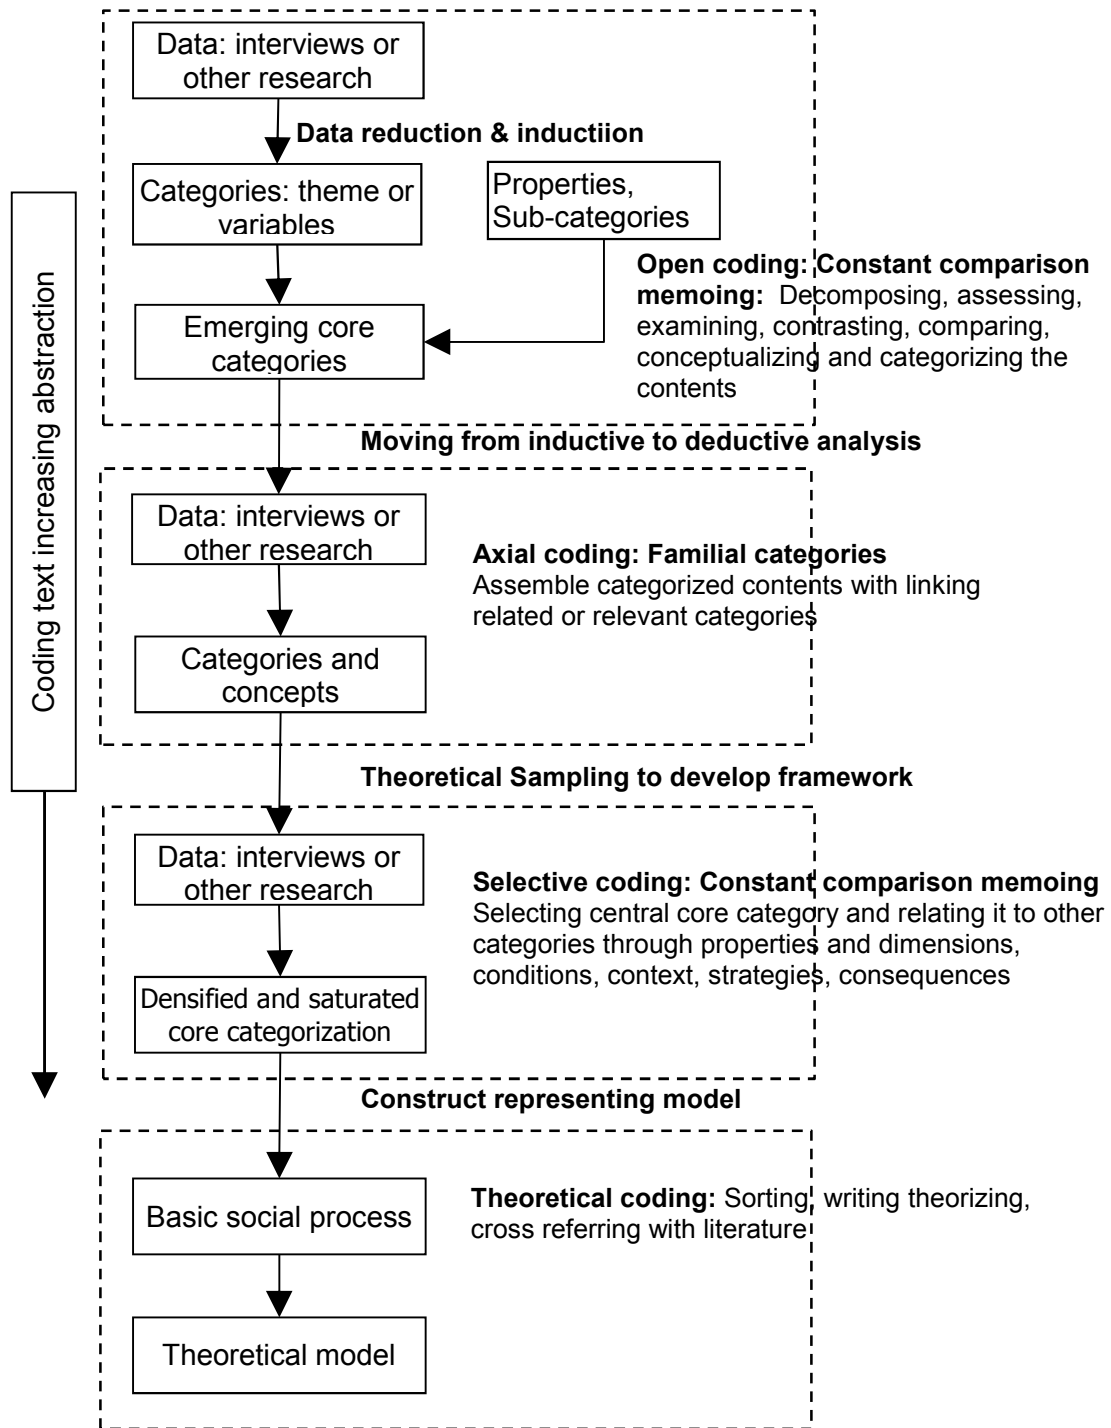 Data: interviews or
other research
Data reduction & inductiion
Categories: theme or
variables
Properties,
Sub-categories
Open coding: Constant comparison
memoing: Decomposing, assessing,
examining, contrasting, comparing,
conceptualizing and categorizing the
contents
Emerging core
categories
Coding text increasing abstraction
Moving from inductive to deductive analysis
Data: interviews or
other research
Axial coding: Familial categories
Assemble categorized contents with linking
related or relevant categories
Categories and
concepts
Theoretical Sampling to develop framework
Data: interviews or
other research
Selective coding: Constant comparison memoing
Selecting central core category and relating it to other
categories through properties and dimensions,
conditions, context, strategies, consequences
Densified and saturated
core categorization
Construct representing model
Basic social process
Theoretical coding: Sorting, writing theorizing,
cross referring with literature
Theoretical model